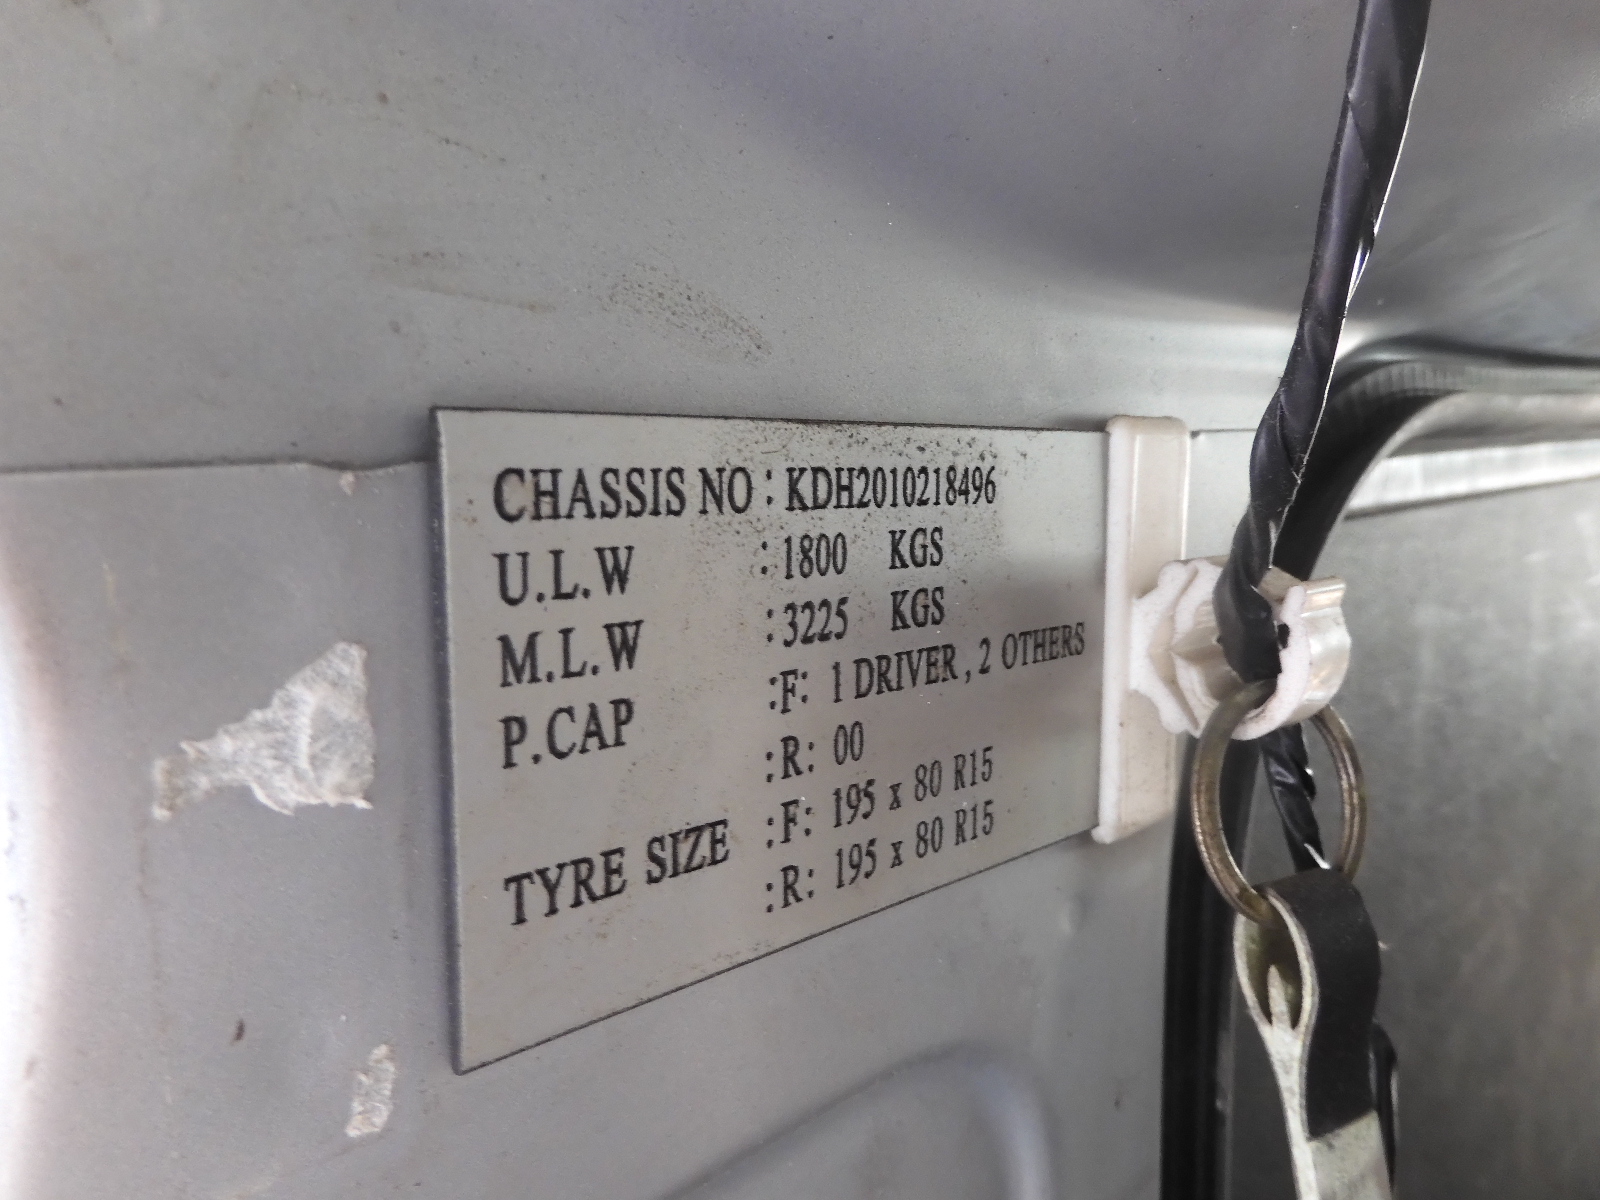 CHASSIS NO : KDH2010218496
U.L.W : 1800 KGS
M.L.W : 3225 KGS
P.CAP :F: 1 DRIVER , 2 OTHERS
:R: 00
TYRE SIZE :F: 195 x 80 R15
:R: 195 x 80 R15